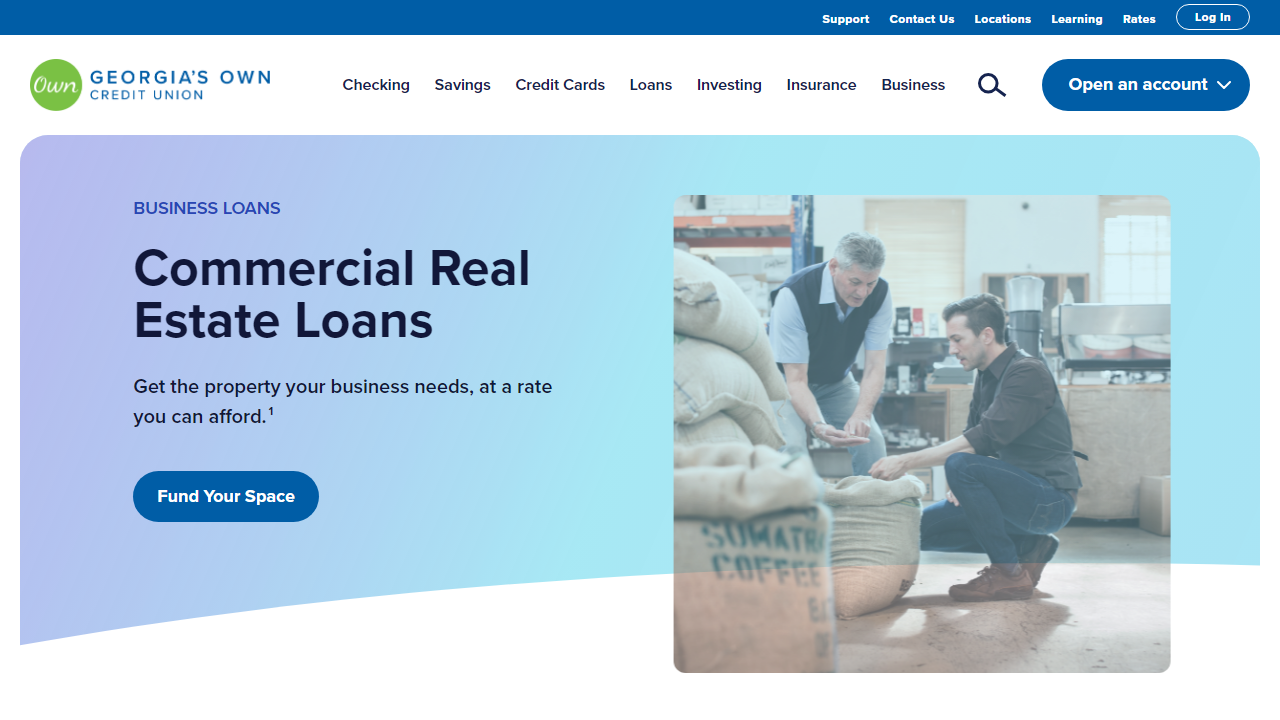 Support Contact Us Locations Learning Rates Log In
Own GEORGIA'S OWN
CREDIT UNION
Checking Savings Credit Cards Loans Investing Insurance Business Open an account
BUSINESS LOANS
Commercial Real
Estate Loans
Get the property your business needs, at a rate
you can afford.¹
Fund Your Space
SUMATRA
COFFEE